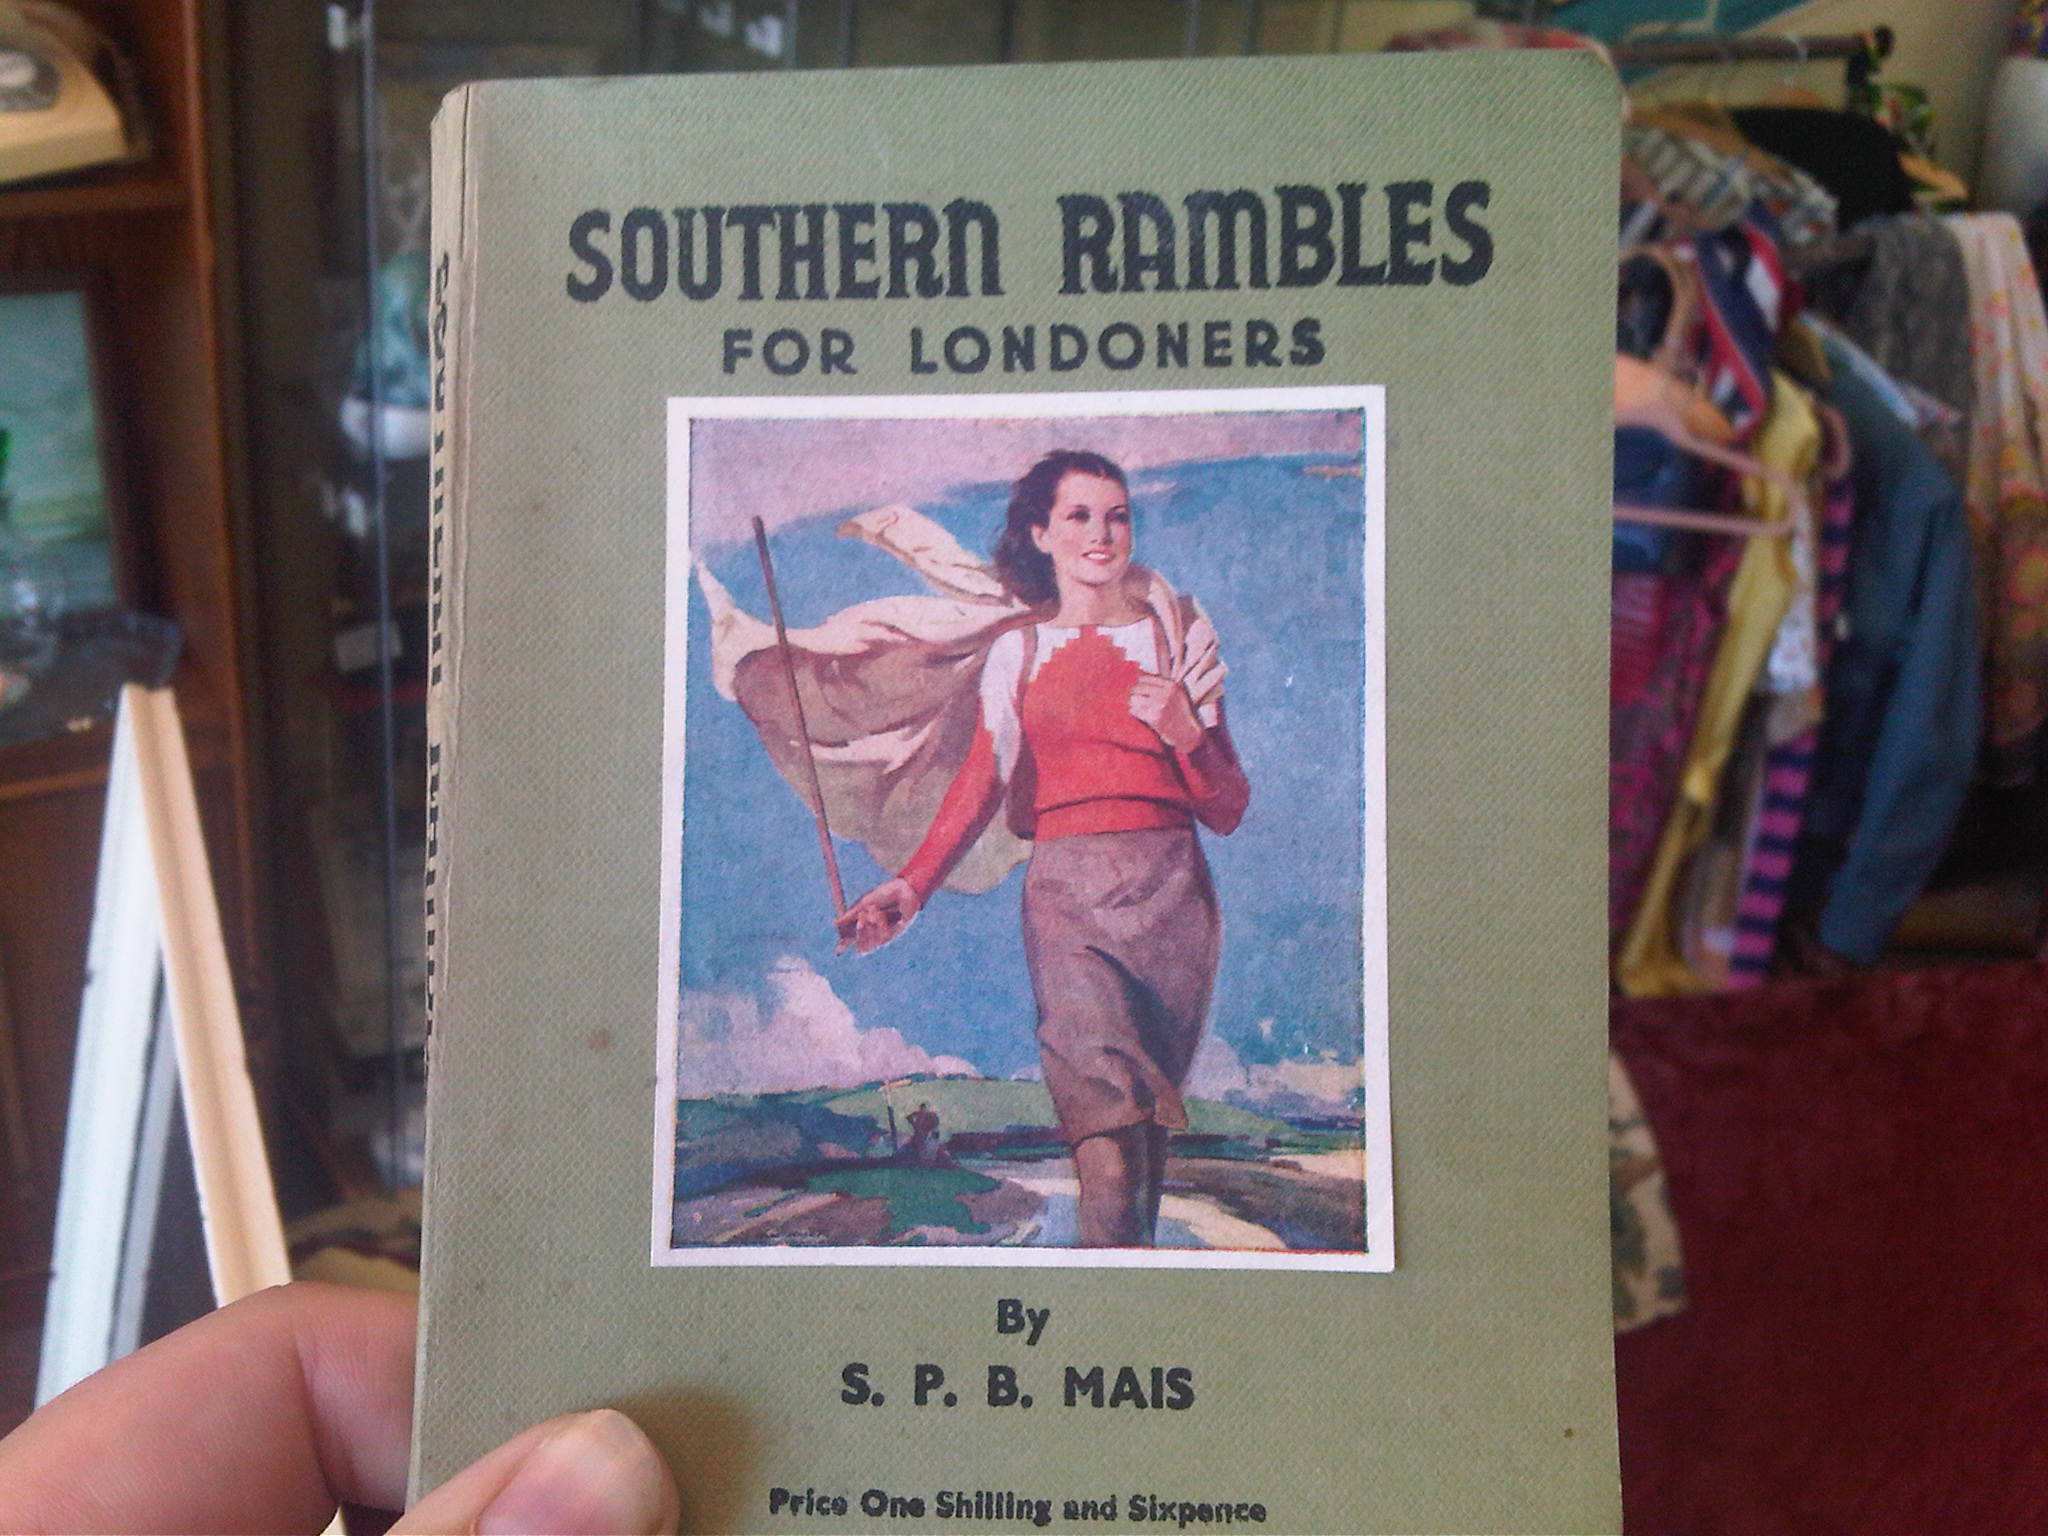 SOUTHERN RAMBLES
FOR LONDONERS
By
S. P. B. MAIS
Price One Shilling and Sixpence